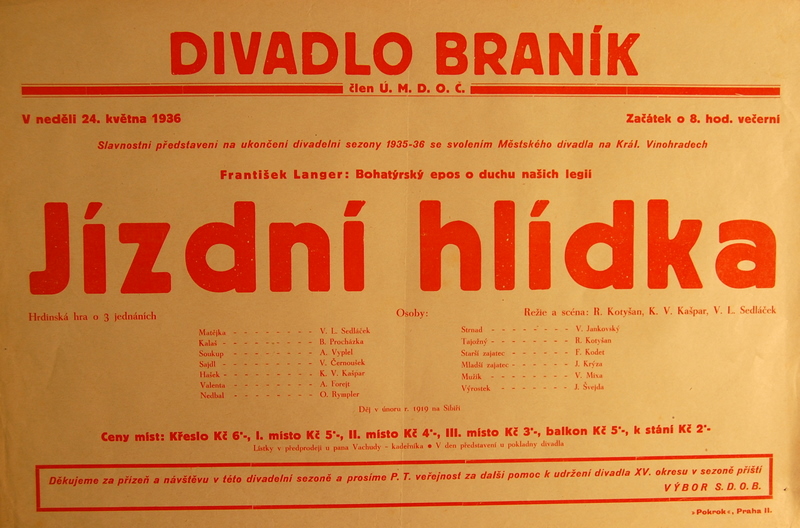 DIVADLO BRANÍK
člen Ú. M. D. O. Č.
V neděli 24. května 1936 Začátek o 8. hod. večerní
Slavnostní představení na ukončení divadelní sezony 1935-36 se svolením Městského divadla na Král. Vinohradech
František Langer: Bohatýrský epos o duchu našich legii
Jízdní hlídka
Hrdinská hra o 3 jednáních Osoby: Režie a scéna: R. Kotyšan, K. V. Kašpar, V. L. Sedláček
Matějka - - - - - - - - V. L. Sedláček Strnad - - - - - - - - V. Jankovský
Kalaš - - - - - - - - B. Procházka Tajožný - - - - - - - - R. Kotyšan
Soukup - - - - - - - - A. Vyplel Starší zajatec - - - - - - - - F. Kodet
Sajdl - - - - - - - - V. Černoušek Mladší zajatec - - - - - - - - J. Krýza
Hašek - - - - - - - - K. V. Kašpar Mužik - - - - - - - - V. Mixa
Valenta - - - - - - - - A. Forejt Výrostek - - - - - - - - J. Švejda
Nedbal - - - - - - - - O. Rympler
Děj v únoru r. 1919 na Sibiři
Ceny míst: Křeslo Kč 6'-, I. místo Kč 5'-, II. místo Kč 4'-, III. místo Kč 3'-, balkon Kč 5'-, k stání Kč 2'-
Lístky v předprodeji u pana Vachudy - kadeřníka ● V den představení u pokladny divadla
Děkujeme za přízeň a návštěvu v této divadelní sezoně a prosíme P. T. veřejnost za další pomoc k udržení divadla XV. okresu v sezoně příští
VÝBOR S. D. O. B.
»Pokrok«, Praha II.